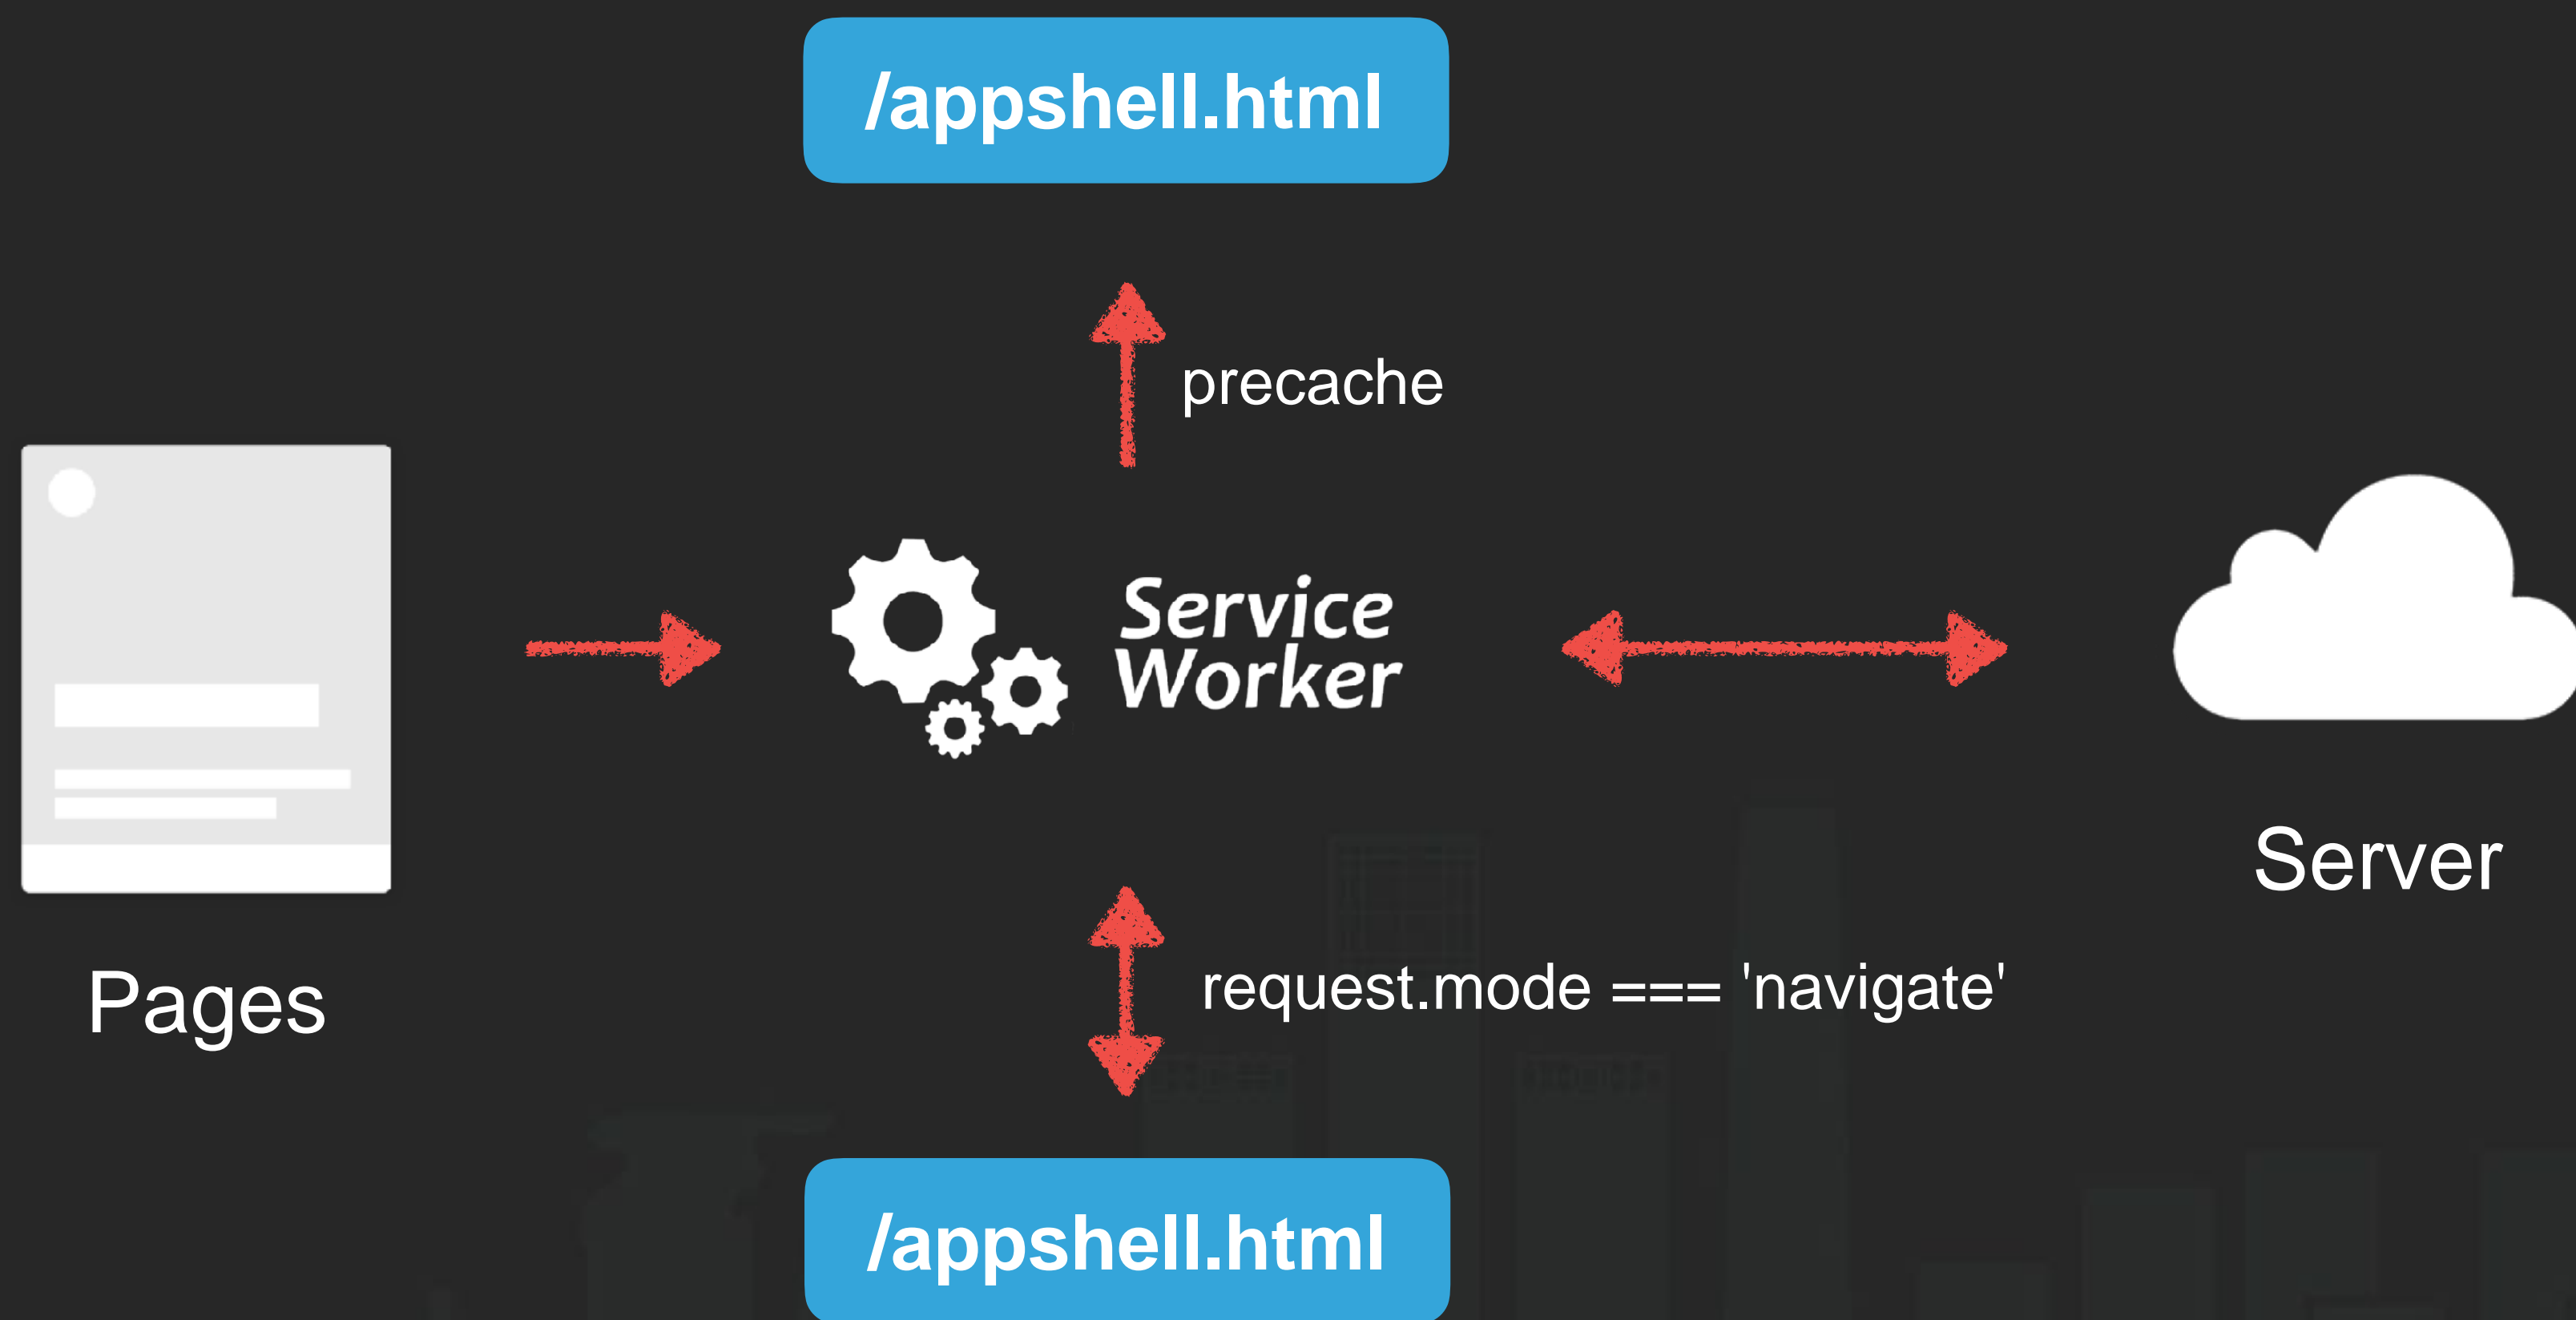 /appshell.html
precache
Service
Worker
Server
Pages
request.mode === 'navigate'
/appshell.html